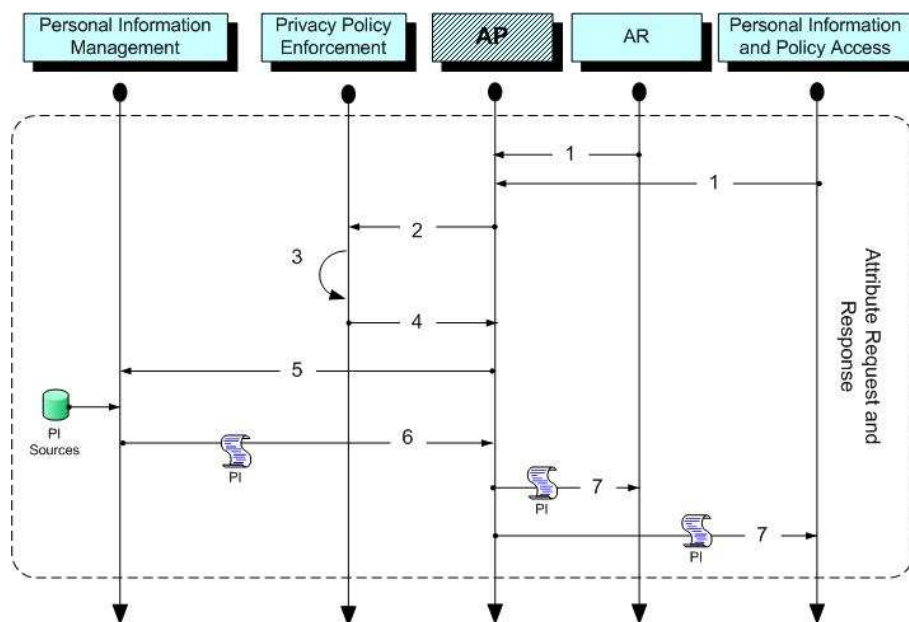 Personal Information
Management
Privacy Policy
Enforcement
AP
AR
Personal Information
and Policy Access
1
1
2
3
4
5
PI
Sources
6
PI
7
PI
7
PI
Attribute Request and
Response